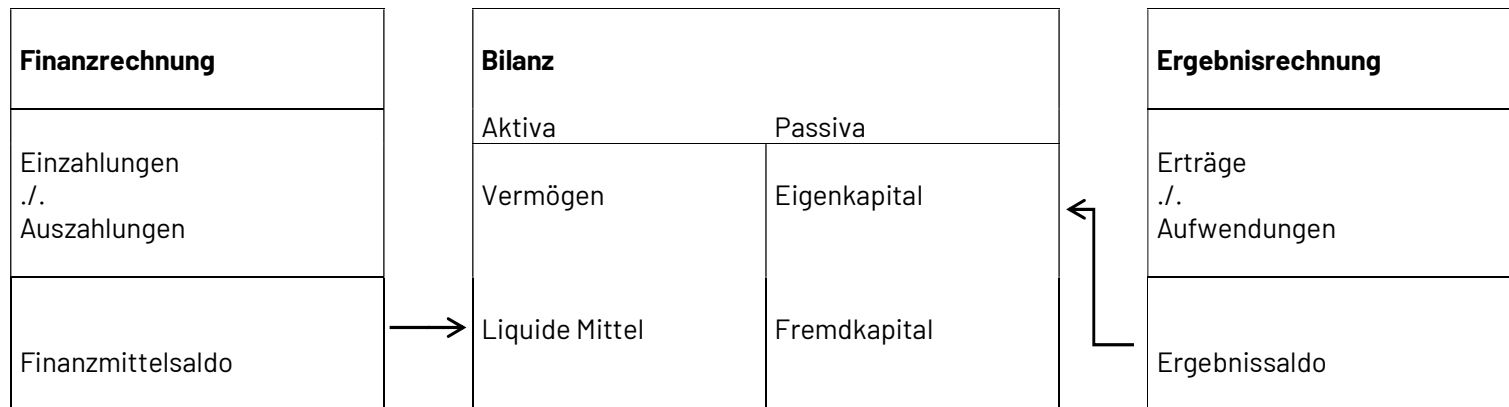 Finanzrechnung
Einzahlungen
./.
Auszahlungen
Finanzmittelsaldo
Bilanz
Aktiva Passiva
Vermögen Eigenkapital
Liquide Mittel Fremdkapital
Ergebnisrechnung
Erträge
./.
Aufwendungen
Ergebnissaldo